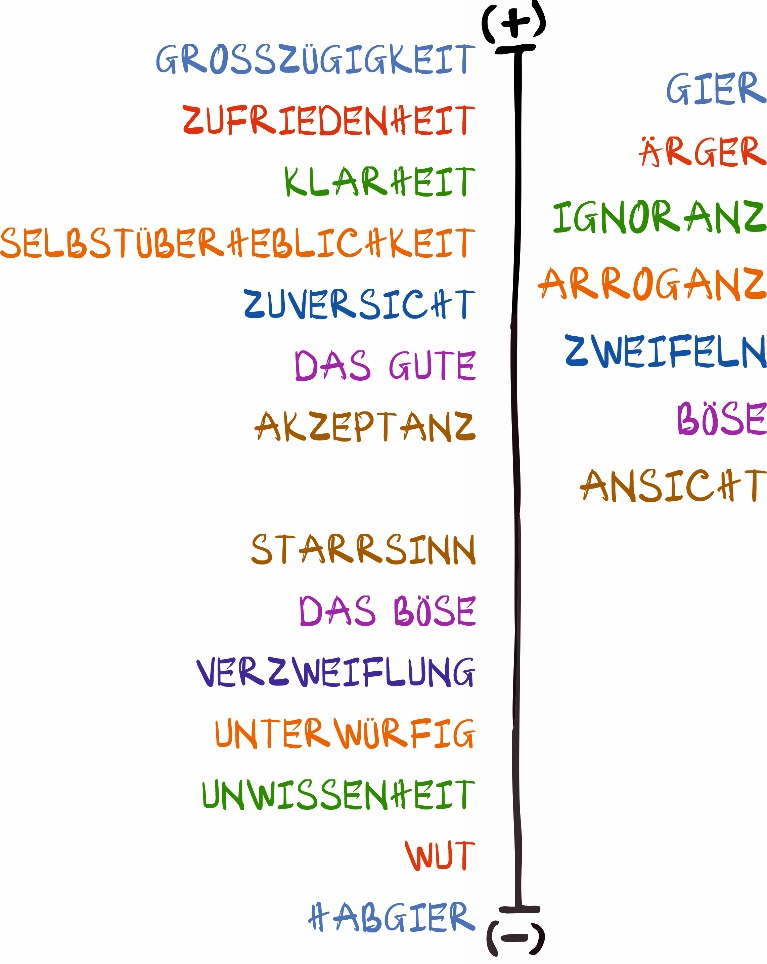 (+)
GROSSZÜGIGKEIT
ZUFRIEDENHEIT
KLARHEIT
SELBSTÜBERHEBLICHKEIT
ZUVERSICHT
DAS GUTE
AKZEPTANZ
STARRSINN
DAS BÖSE
VERZWEIFLUNG
UNTERWÜRFIG
UNWISSENHEIT
WUT
HABGIER
(-)
GIER
ÄRGER
IGNORANZ
ARROGANZ
ZWEIFELN
BÖSE
ANSICHT